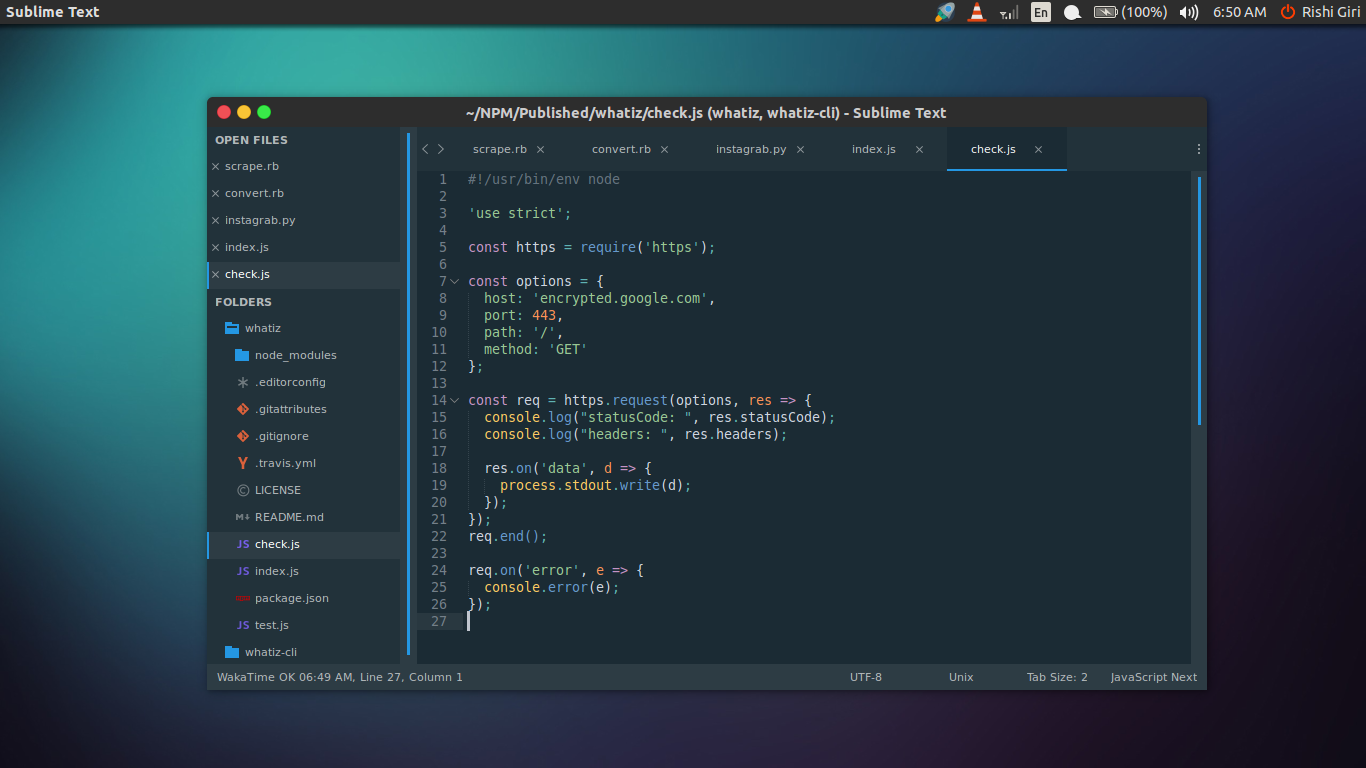 Sublime Text En (100%) 6:50 AM Rishi Giri
~/NPM/Published/whatiz/check.js (whatiz, whatiz-cli) - Sublime Text
OPEN FILES
scrape.rb
convert.rb
instagrab.py
index.js
check.js
FOLDERS
whatiz
node_modules
.editorconfig
.gitattributes
.gitignore
.travis.yml
LICENSE
README.md
JS check.js
JS index.js
package.json
JS test.js
whatiz-cli
scrape.rb × convert.rb × instagrab.py × index.js × check.js ×
1 #!/usr/bin/env node
2
3 'use strict';
4
5 const https = require('https');
6
7 const options = {
8   host: 'encrypted.google.com',
9   port: 443,
10   path: '/',
11   method: 'GET'
12 };
13
14 const req = https.request(options, res => {
15   console.log("statusCode: ", res.statusCode);
16   console.log("headers: ", res.headers);
17
18   res.on('data', d => {
19     process.stdout.write(d);
20   });
21 });
22 req.end();
23
24 req.on('error', e => {
25   console.error(e);
26 });
27
WakaTime OK 06:49 AM, Line 27, Column 1 UTF-8 Unix Tab Size: 2 JavaScript Next